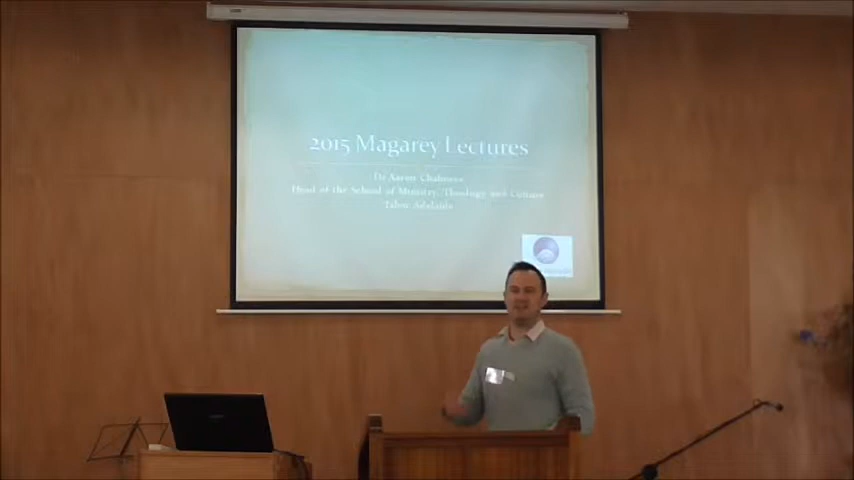 2015 Magarey Lectures
Dr Aaron Chalmers
Head of the School of Ministry, Theology and Culture
Tabor Adelaide